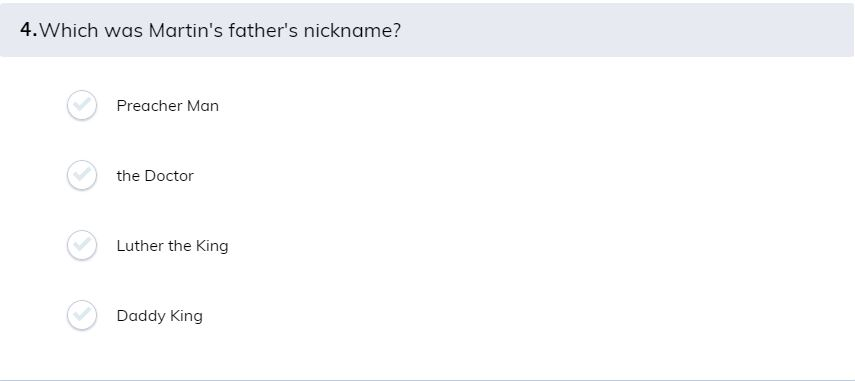 4.Which was Martin's father's nickname?
Preacher Man
the Doctor
Luther the King
Daddy King